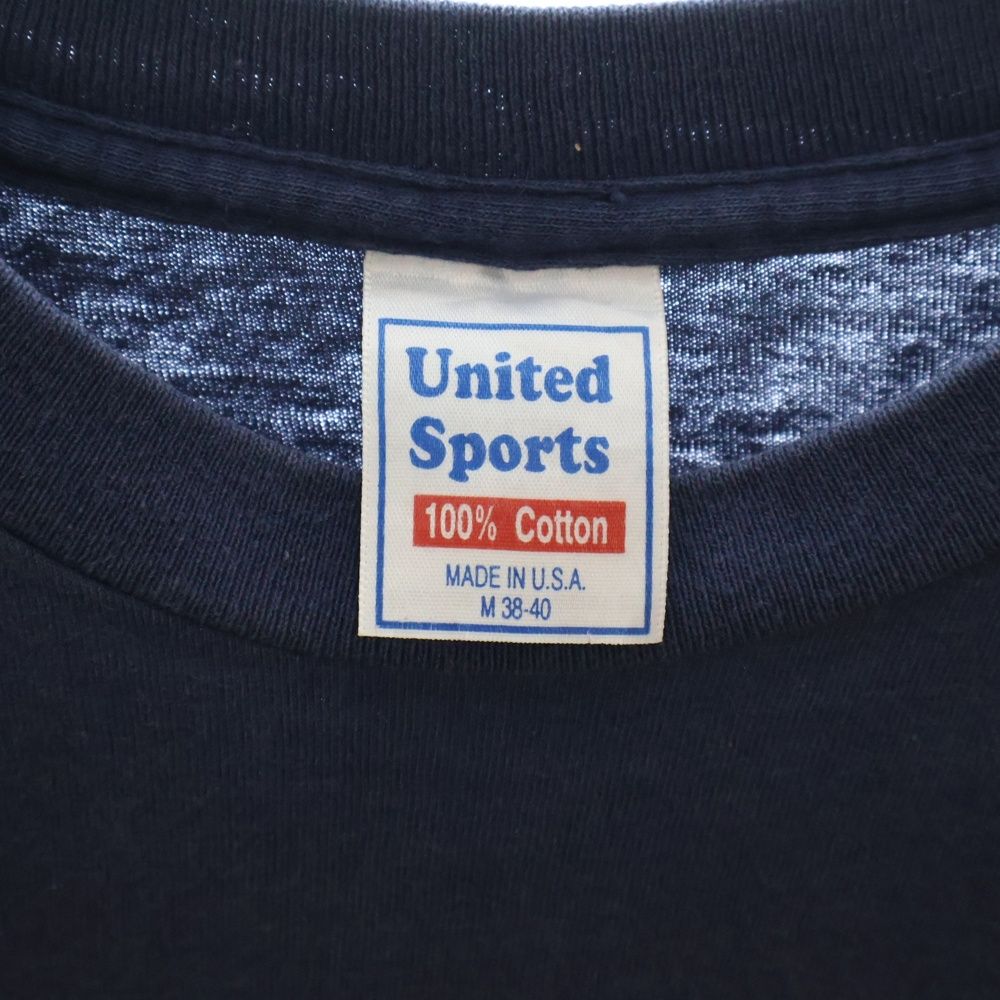 United
Sports
100% Cotton
MADE IN U.S.A.
M 38-40